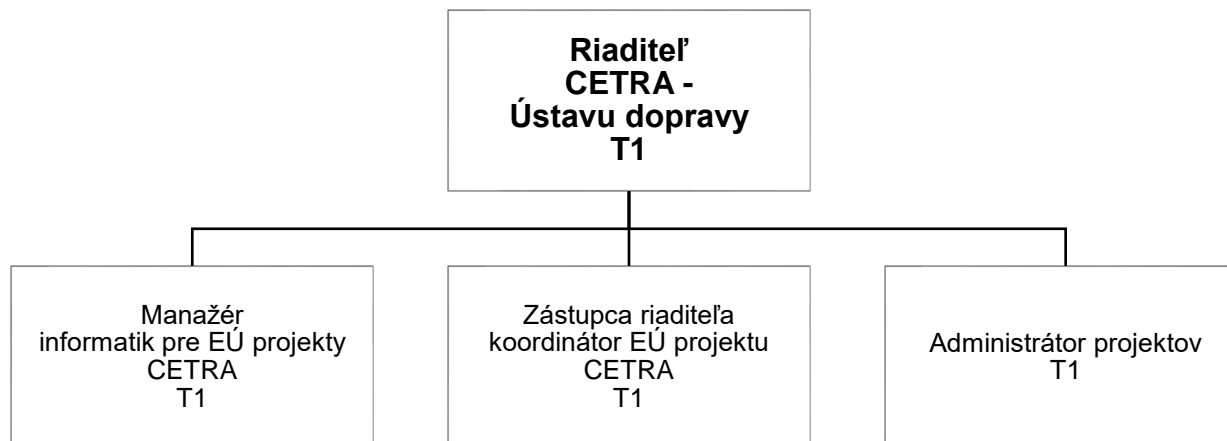 Riaditeľ
CETRA -
Ústavu dopravy
T1
Manažér
informatik pre EÚ projekty
CETRA
T1
Zástupca riaditeľa
koordinátor EÚ projektu
CETRA
T1
Administrátor projektov
T1